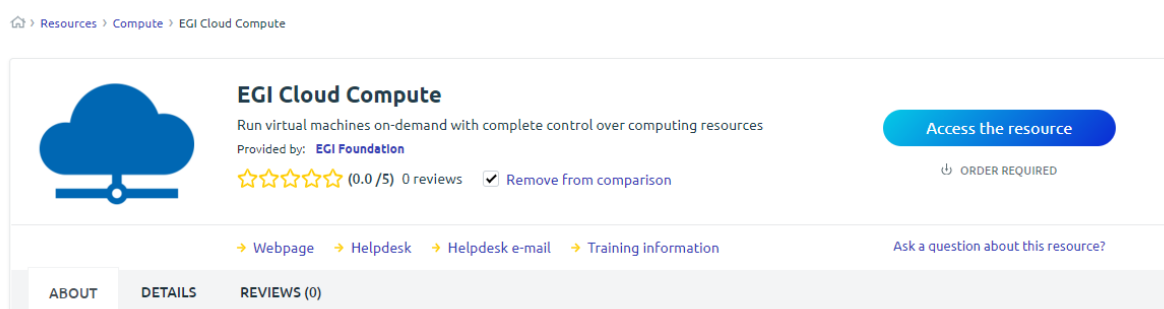 Resources > Compute > EGI Cloud Compute
EGI Cloud Compute
Run virtual machines on-demand with complete control over computing resources
Provided by: EGI Foundation
(0.0 /5) 0 reviews Remove from comparison
Access the resource
ORDER REQUIRED
→ Webpage → Helpdesk → Helpdesk e-mail → Training information
Ask a question about this resource?
ABOUT DETAILS REVIEWS (0)